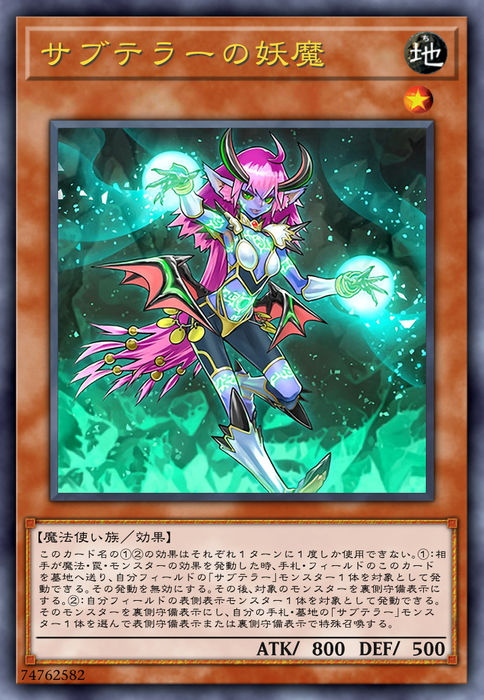 サブテラーの妖魔
ち
地
【魔法使い族／効果】
このカード名の①②の効果はそれぞれ１ターンに１度しか使用できない。①：相
手が魔法・罠・モンスターの効果を発動した時、手札・フィールドのこのカード
を墓地へ送り、自分フィールドの「サブテラー」モンスター１体を対象として発
動できる。その発動を無効にする。その後、対象のモンスターを裏側守備表示に
する。②：自分フィールドの表側表示モンスター１体を対象として発動できる。
そのモンスターを裏側守備表示にし、自分の手札・墓地の「サブテラー」モンス
ター１体を選んで表側守備表示または裏側守備表示で特殊召喚する。
ATK/ 800 DEF/ 500
74762582